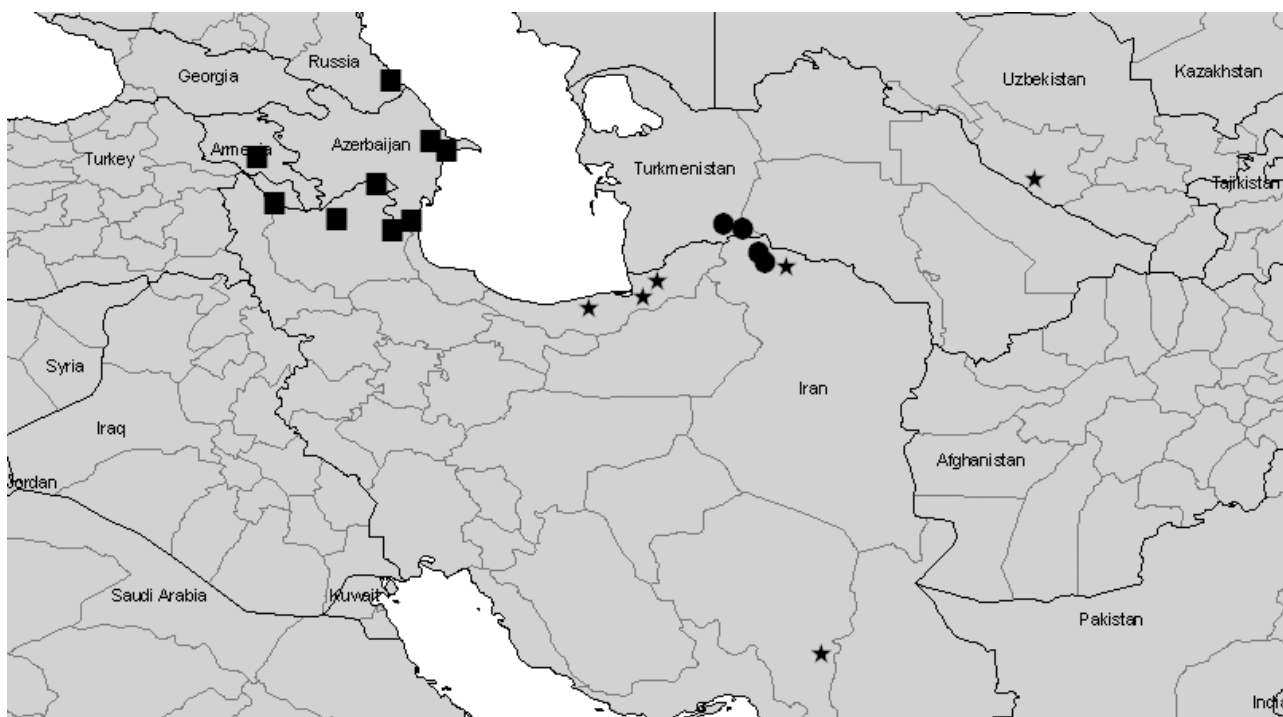 Russia
Georgia
Uzbekistan
Kazakhstan
Azerbaijan
Armenia
Turkey
Turkmenistan
Tajikistan
Syria
Iran
Iraq
Afghanistan
Jordan
Saudi Arabia
Kuwait
Pakistan